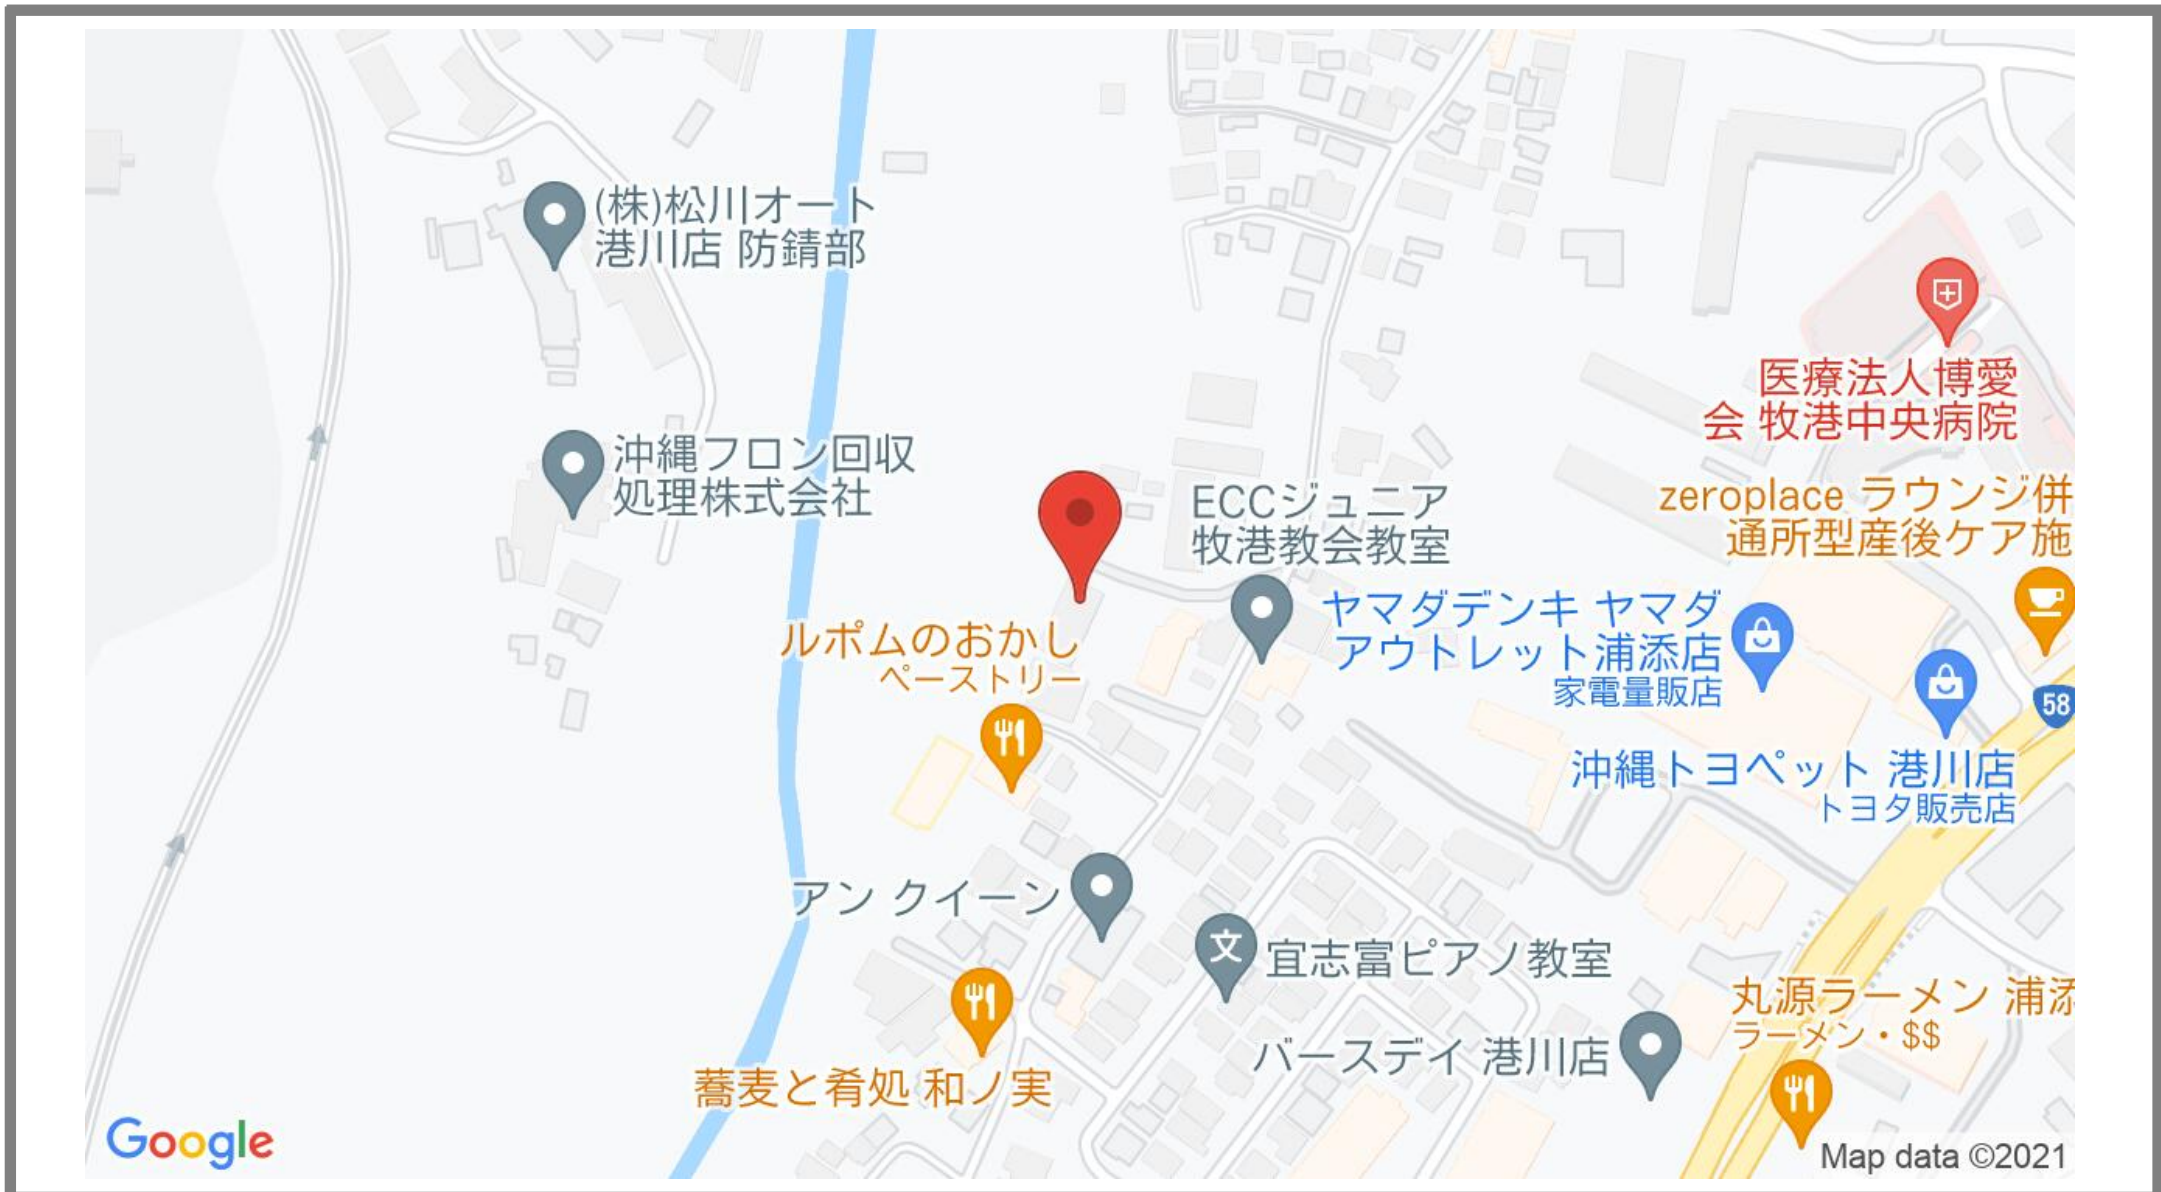 (株)松川オート
港川店 防錆部
医療法人博愛
会 牧港中央病院
沖縄フロン回収
処理株式会社
ECCジュニア
牧港教会教室
zeroplace ラウンジ併
通所型産後ケア施
ヤマダデンキ ヤマダ
アウトレット浦添店
家電量販店
ルポムのおかし
ペーストリー
58
沖縄トヨペット 港川店
トヨタ販売店
アン クイーン
文
宜志富ピアノ教室
丸源ラーメン 浦添
ラーメン・$$
バースデイ 港川店
蕎麦と肴処 和ノ実
Google
Map data ©2021